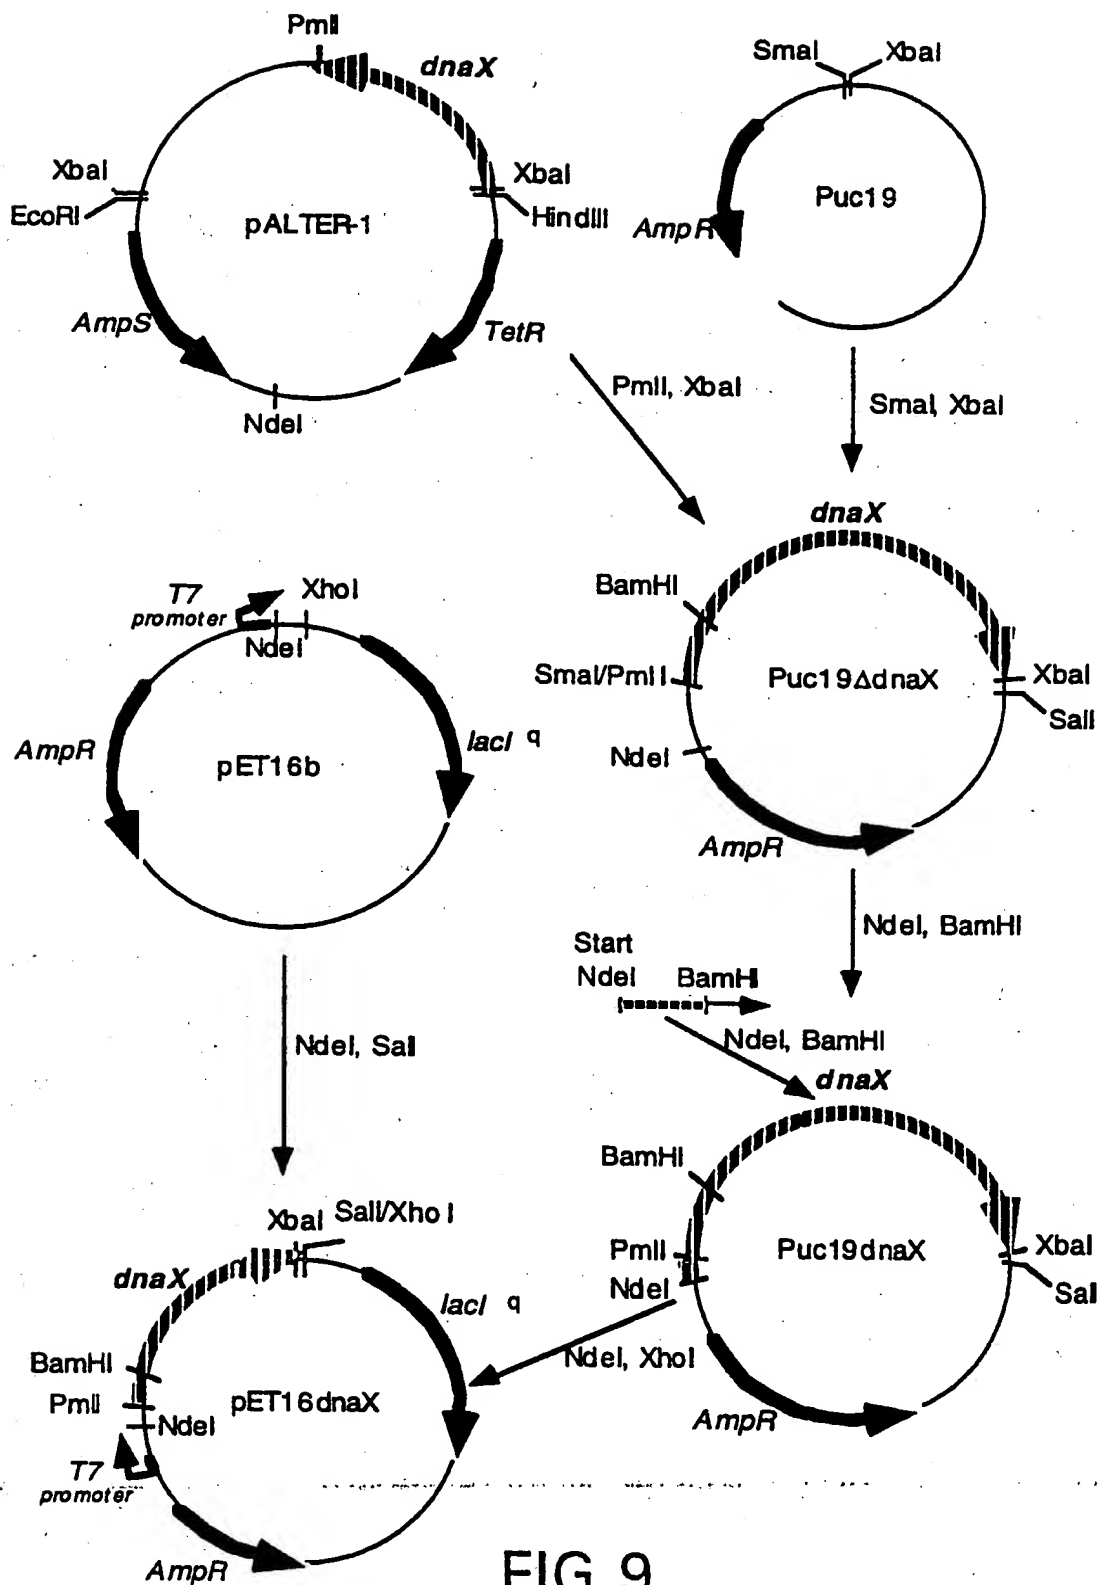 PmlI
dnaX
XbaI
EcoRI
XbaI
HindIII
pALTER-1
AmpS
TetR
NdeI
SmaI
XbaI
Puc19
AmpR
PmlI, XbaI
SmaI, XbaI
dnaX
BamHI
SmaI/PmlI
Puc19ΔdnaX
XbaI
SalI
NdeI
AmpR
T7
promoter
XhoI
NdeI
AmpR
lacI q
pET16b
NdeI, BamHI
Start
NdeI BamHI
NdeI, BamHI
NdeI, SalI
dnaX
BamHI
PmlI
NdeI
Puc19dnaX
XbaI
SalI
AmpR
NdeI, XhoI
XbaI SalI/Xho I
dnaX
lacI q
BamHI
PmlI
NdeI
pET16dnaX
T7
promoter
AmpR
FIG. 9